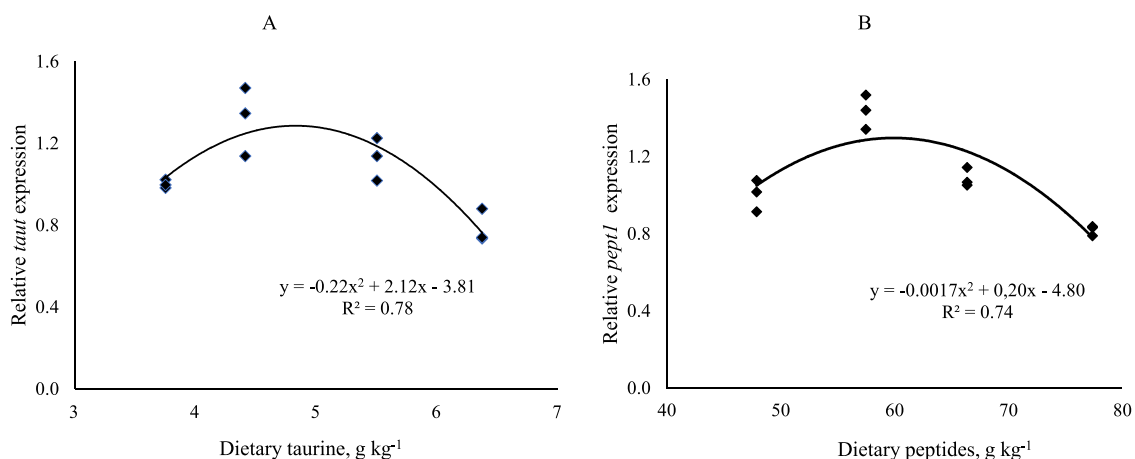 A
1.6
1.2
0.8
0.4
0.0
Relative taut expression
y = -0.22x² + 2.12x - 3.81
R² = 0.78
3 4 5 6 7
Dietary taurine, g kg⁻¹
B
1.6
1.2
0.8
0.4
0.0
Relative pept1 expression
y = -0.0017x² + 0,20x - 4.80
R² = 0.74
40 50 60 70 80
Dietary peptides, g kg⁻¹